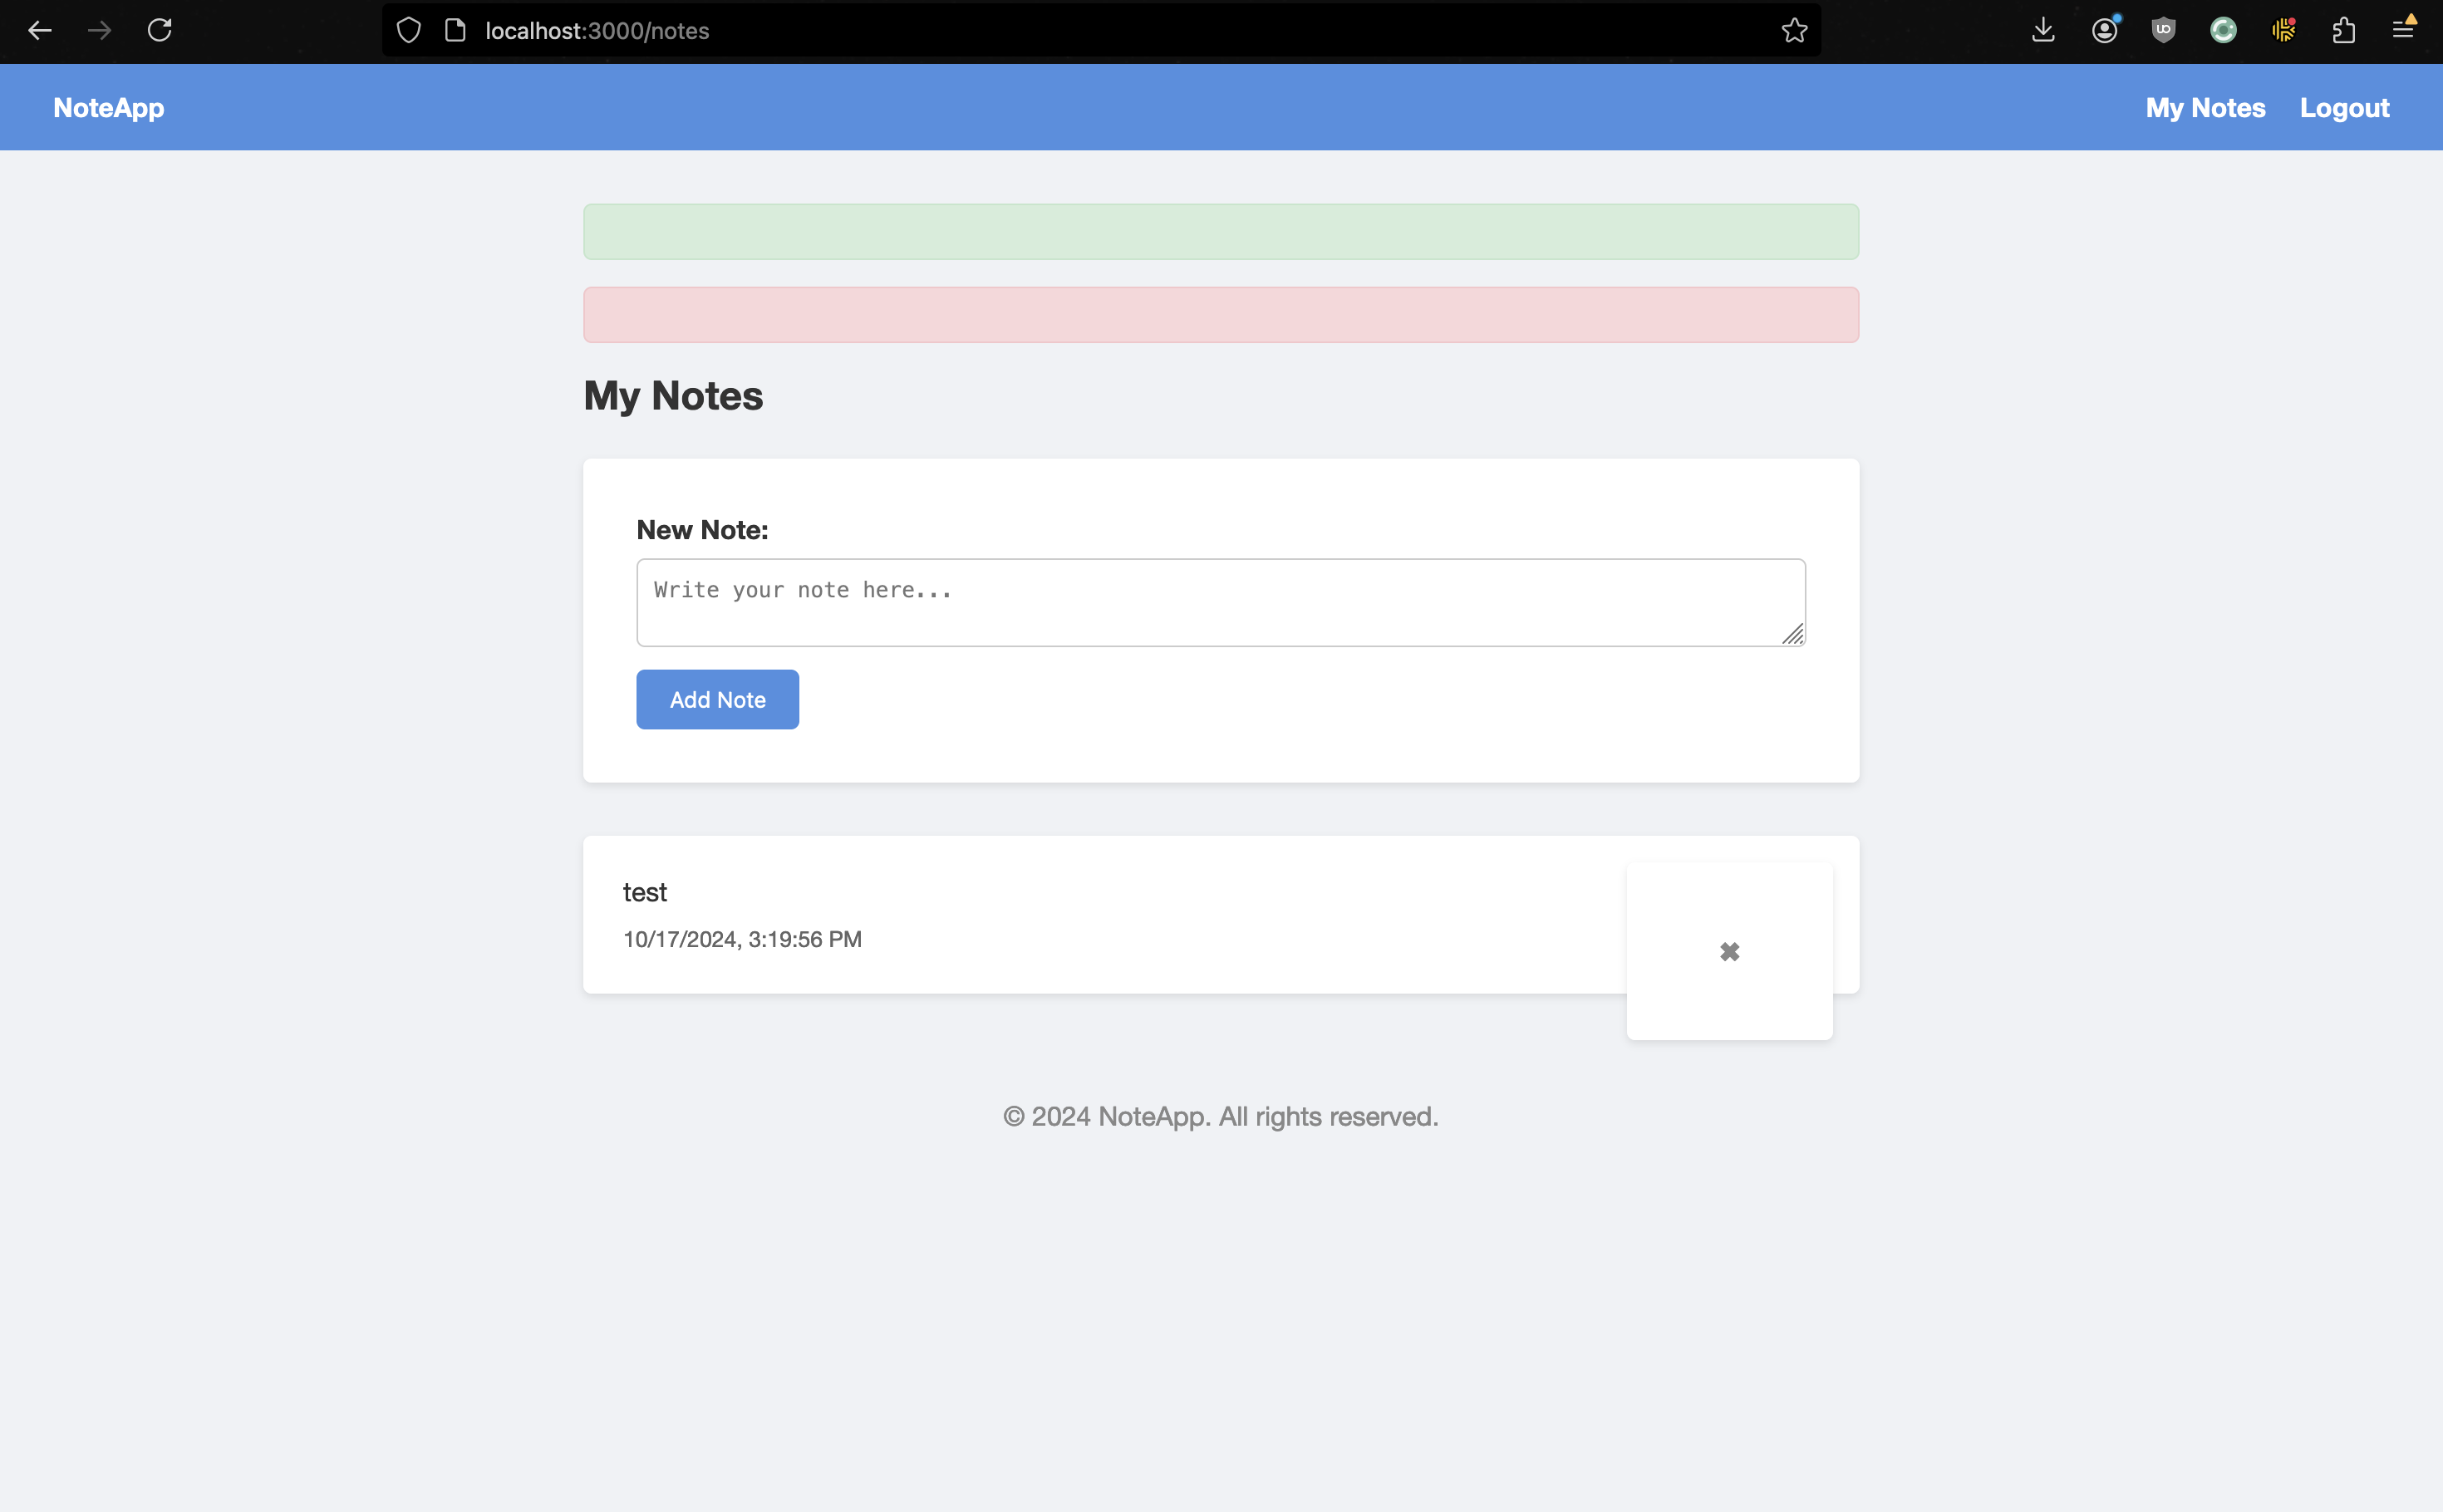 localhost:3000/notes
NoteApp
My Notes
Logout
My Notes
New Note:
Write your note here...
Add Note
test
10/17/2024, 3:19:56 PM
✖
© 2024 NoteApp. All rights reserved.